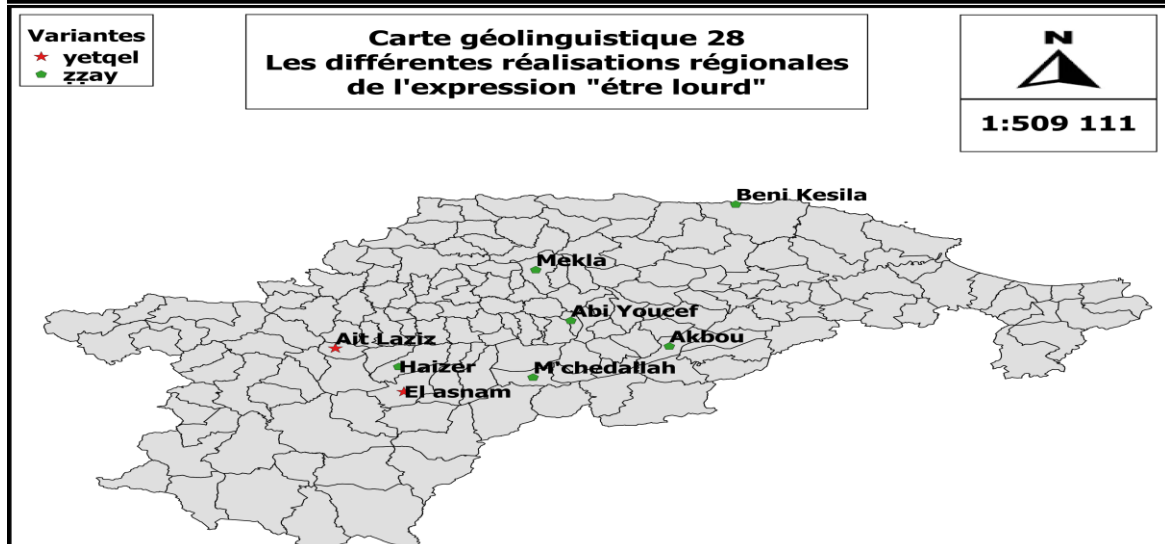 Variantes
yetqel
ẓẓay
Carte géolinguistique 28
Les différentes réalisations régionales
de l'expression "étre lourd"
N
1:509 111
Beni Kesila
Mekla
Abi Youcef
Ait Laziz
Akbou
Haizer
M'chedallah
El asnam